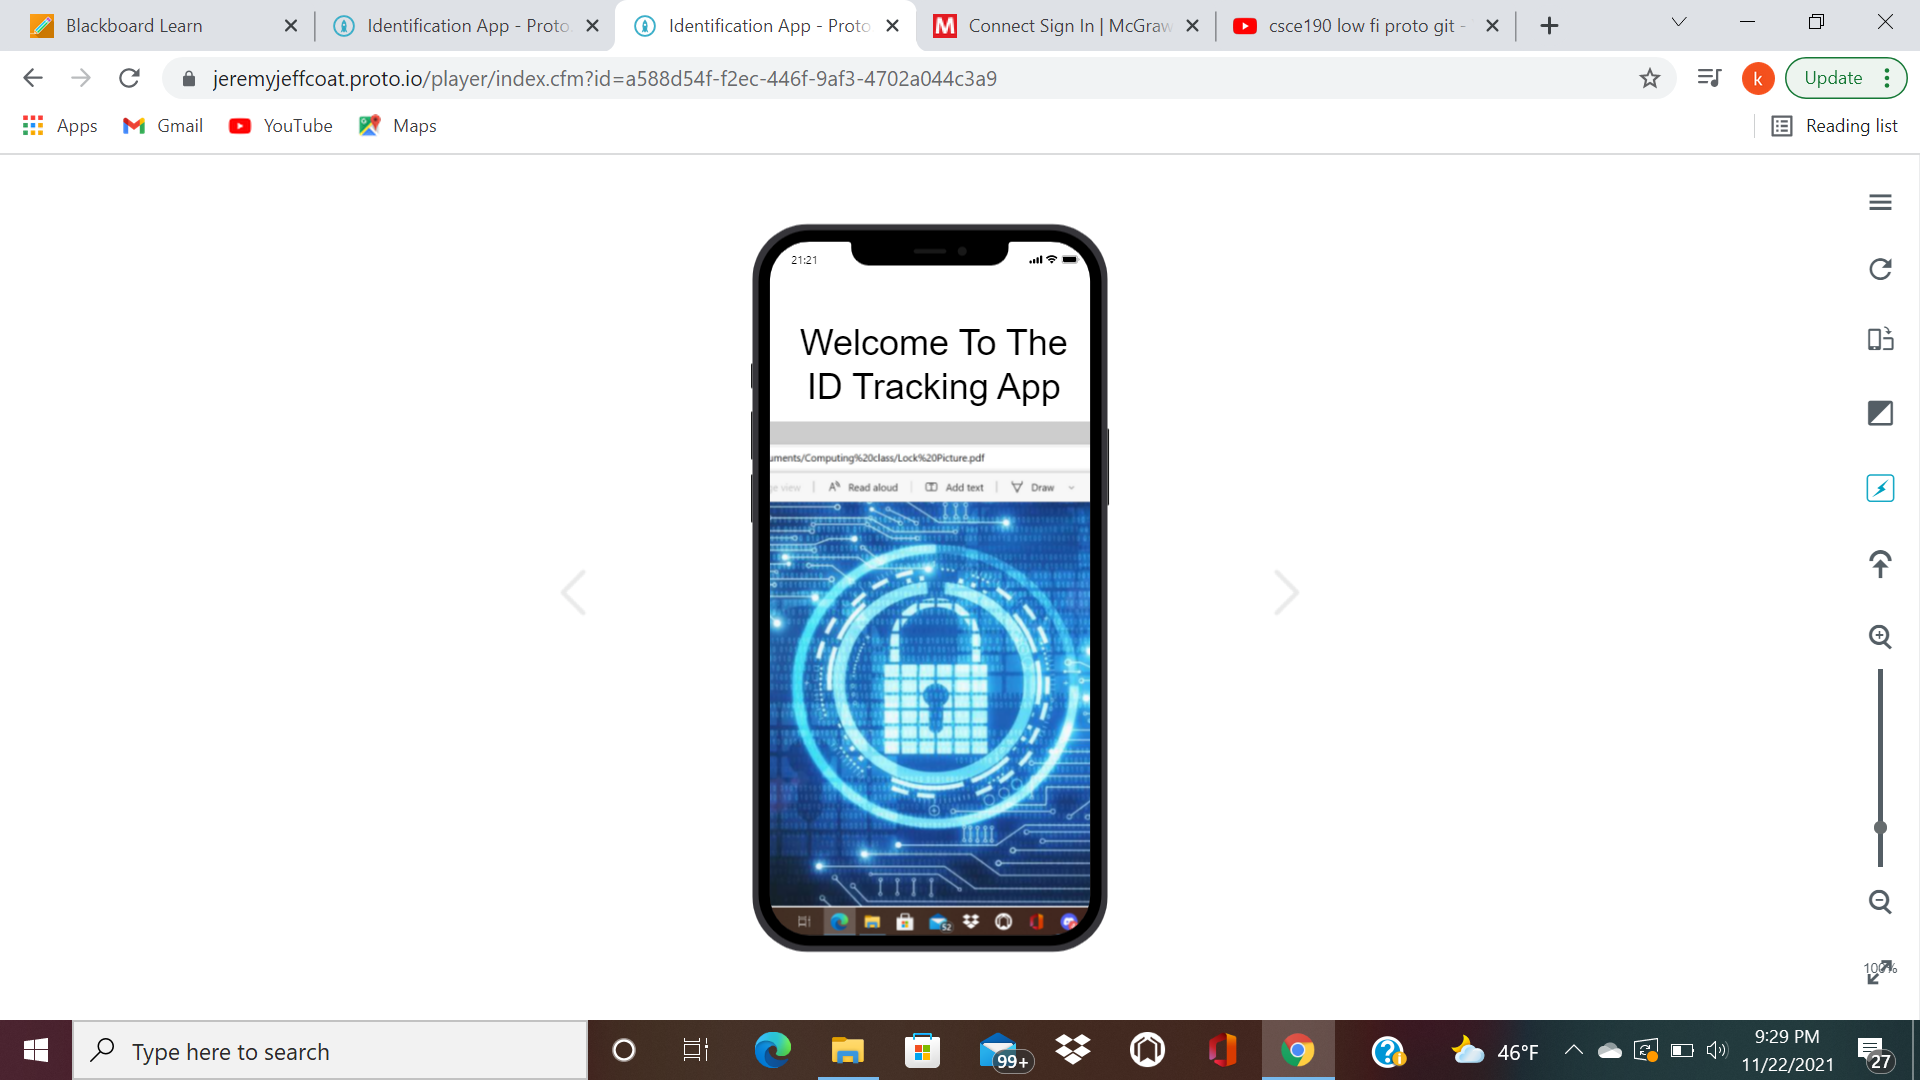 Blackboard Learn
Identification App - Proto
Identification App - Proto
Connect Sign In | McGraw
csce190 low fi proto git -
jeremyjeffcoat.proto.io/player/index.cfm?id=a588d54f-f2ec-446f-9af3-4702a044c3a9
k
Update
Apps
Gmail
YouTube
Maps
Reading list
21:21
Welcome To The
ID Tracking App
uments/Computing%20class/Lock%20Picture.pdf
view
Read aloud
Add text
Draw
52
100%
Type here to search
99+
46°F
9:29 PM
11/22/2021
27